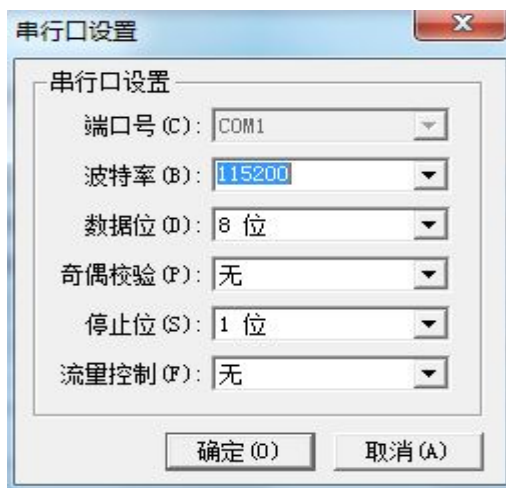 串行口设置
串行口设置
端口号(C): COM1
波特率(B): 115200
数据位(D): 8 位
奇偶校验(P): 无
停止位(S): 1 位
流量控制(F): 无
确定(O) 取消(A)